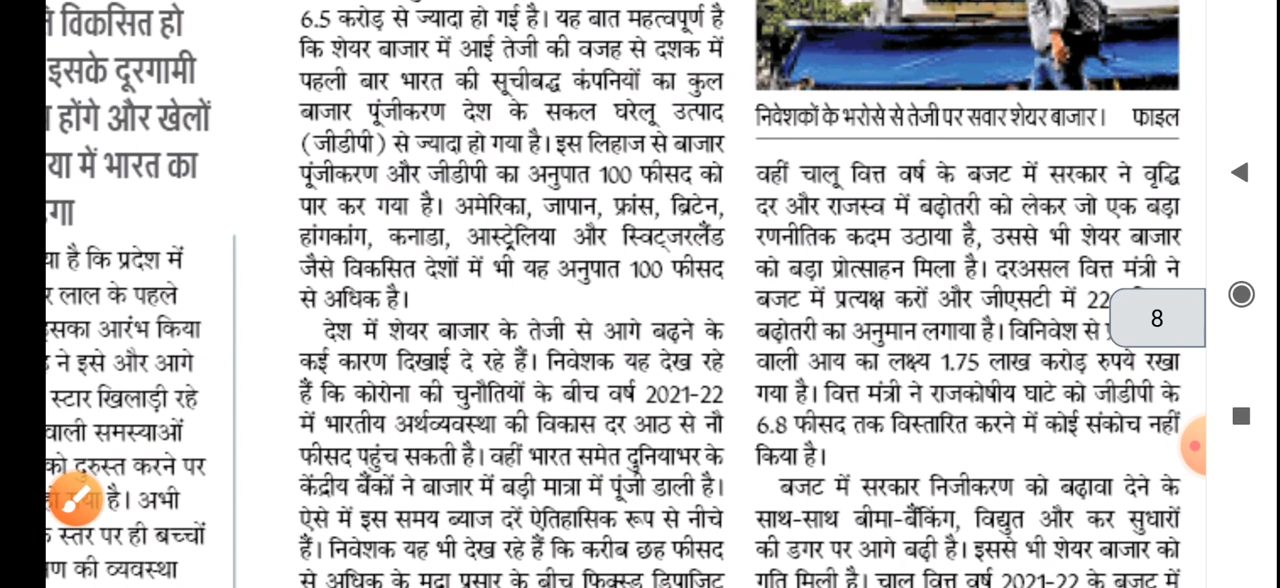 विकसित हो
इसके दूरगामी
होंगे और खेलों
में भारत का
है कि प्रदेश में
लाल के पहले
इसका आरंभ किया
ने इसे और आगे
स्टार खिलाड़ी रहे
वाली समस्याओं
को दुरुस्त करने पर
है। अभी
स्तर पर ही बच्चों
की व्यवस्था
6.5 करोड़ से ज्यादा हो गई है। यह बात महत्वपूर्ण है
कि शेयर बाजार में आई तेजी की वजह से दशक में
पहली बार भारत की सूचीबद्ध कंपनियों का कुल
बाजार पूंजीकरण देश के सकल घरेलू उत्पाद
(जीडीपी) से ज्यादा हो गया है। इस लिहाज से बाजार
पूंजीकरण और जीडीपी का अनुपात 100 फीसद को
पार कर गया है। अमेरिका, जापान, फ्रांस, ब्रिटेन,
हांगकांग, कनाडा, आस्ट्रेलिया और स्विट्जरलैंड
जैसे विकसित देशों में भी यह अनुपात 100 फीसद
से अधिक है।
देश में शेयर बाजार के तेजी से आगे बढ़ने के
कई कारण दिखाई दे रहे हैं। निवेशक यह देख रहे
हैं कि कोरोना की चुनौतियों के बीच वर्ष 2021-22
में भारतीय अर्थव्यवस्था की विकास दर आठ से नौ
फीसद पहुंच सकती है। वहीं भारत समेत दुनियाभर के
केंद्रीय बैंकों ने बाजार में बड़ी मात्रा में पूंजी डाली है।
ऐसे में इस समय ब्याज दरें ऐतिहासिक रूप से नीचे
हैं। निवेशक यह भी देख रहे हैं कि करीब छह फीसद
से अधिक के मुद्रा प्रसार के बीच फिक्स्ड डिपाजिट
निवेशकों के भरोसे से तेजी पर सवार शेयर बाजार। फाइल
वहीं चालू वित्त वर्ष के बजट में सरकार ने वृद्धि
दर और राजस्व में बढ़ोतरी को लेकर जो एक बड़ा
रणनीतिक कदम उठाया है, उससे भी शेयर बाजार
को बड़ा प्रोत्साहन मिला है। दरअसल वित्त मंत्री ने
बजट में प्रत्यक्ष करों और जीएसटी में 22
बढ़ोतरी का अनुमान लगाया है। विनिवेश से
वाली आय का लक्ष्य 1.75 लाख करोड़ रुपये रखा
गया है। वित्त मंत्री ने राजकोषीय घाटे को जीडीपी के
6.8 फीसद तक विस्तारित करने में कोई संकोच नहीं
किया है।
बजट में सरकार निजीकरण को बढ़ावा देने के
साथ-साथ बीमा-बैंकिंग, विद्युत और कर सुधारों
की डगर पर आगे बढ़ी है। इससे भी शेयर बाजार को
गति मिली है। चालू वित्त वर्ष 2021-22 के बजट में
8